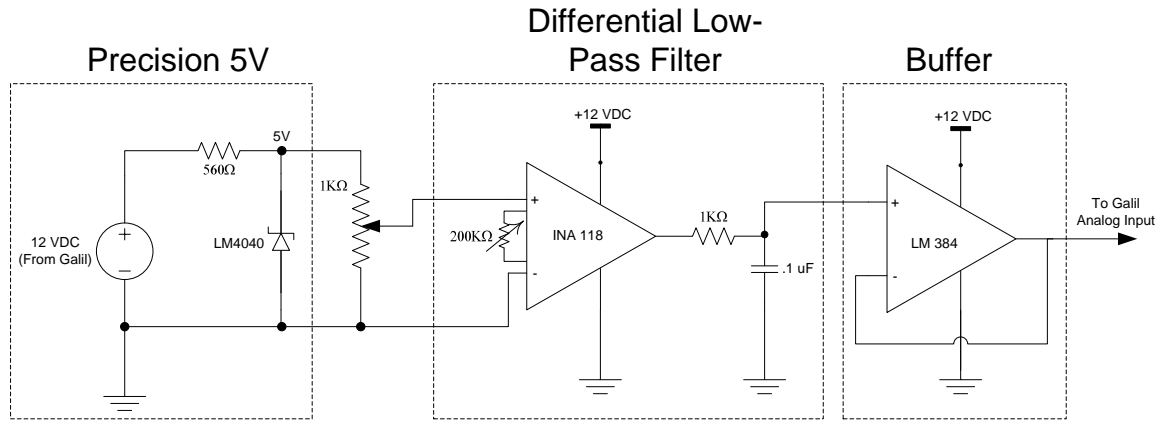 Precision 5V
Differential Low-
Pass Filter
Buffer
5V
560Ω
1KΩ
LM4040
12 VDC
(From Galil)
+
-
+12 VDC
+
200KΩ
INA 118
-
1KΩ
.1 uF
+12 VDC
+
LM 384
-
To Galil
Analog Input